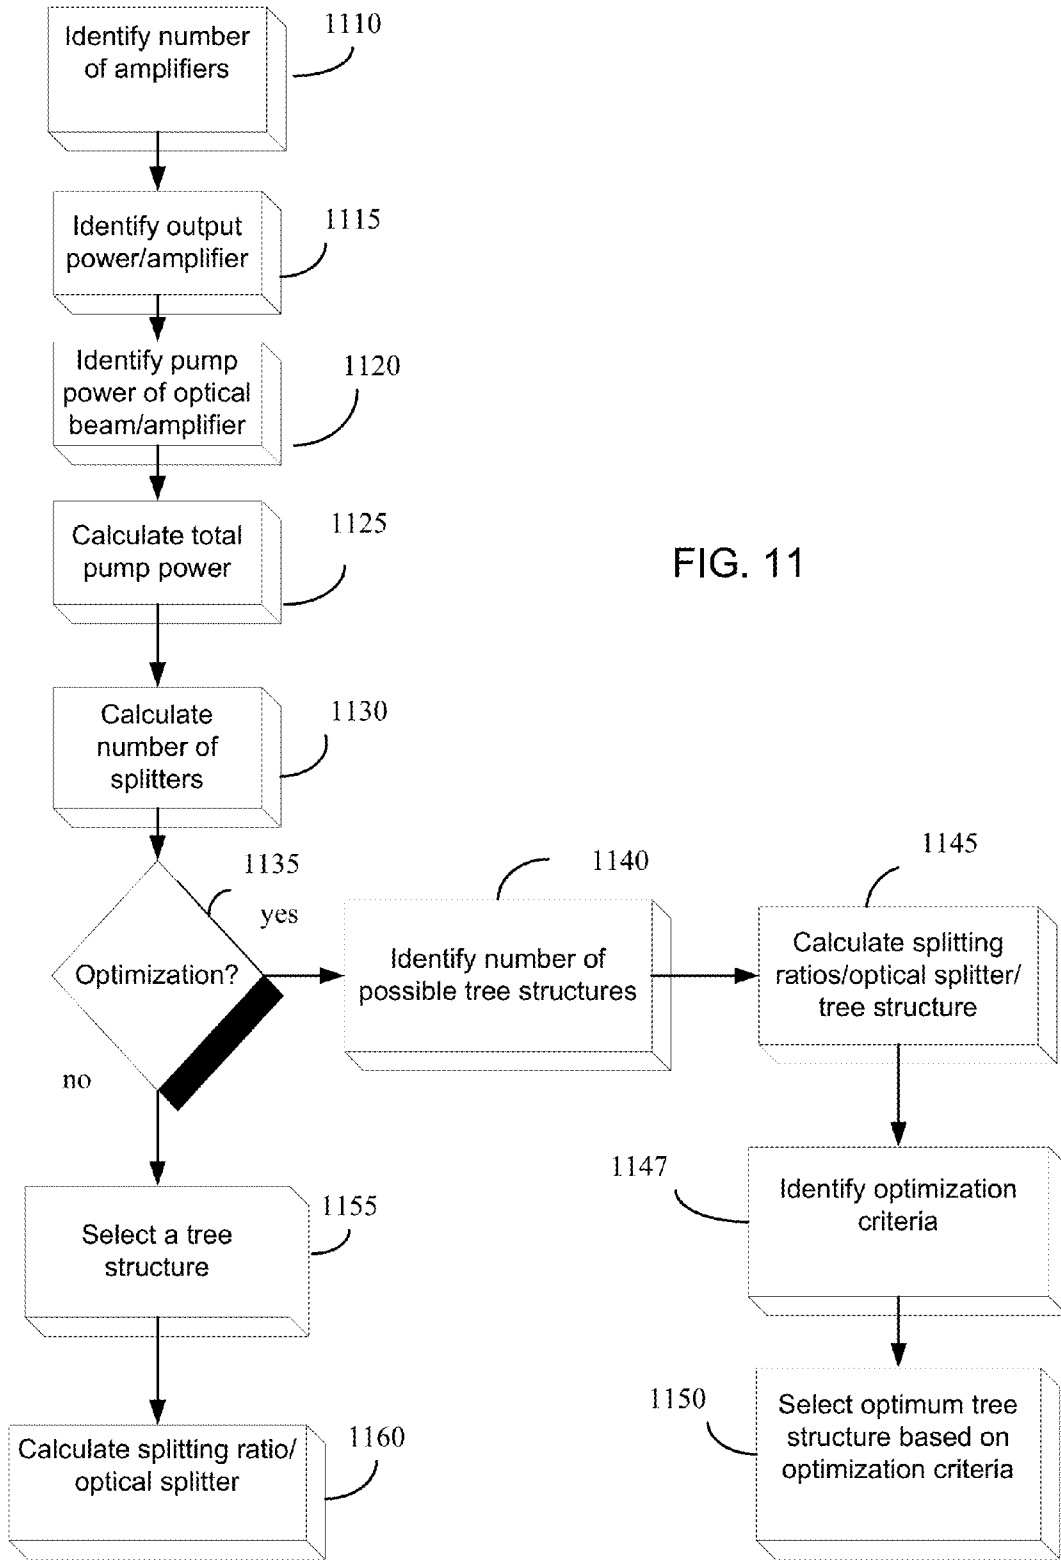 Identify number
of amplifiers
1110
Identify output
power/amplifier
1115
Identify pump
power of optical
beam/amplifier
1120
Calculate total
pump power
1125
FIG. 11
Calculate
number of
splitters
1130
Optimization?
1135
yes
no
Identify number of
possible tree structures
1140
Calculate splitting
ratios/optical splitter/
tree structure
1145
Identify optimization
criteria
1147
Select optimum tree
structure based on
optimization criteria
1150
Select a tree
structure
1155
Calculate splitting ratio/
optical splitter
1160